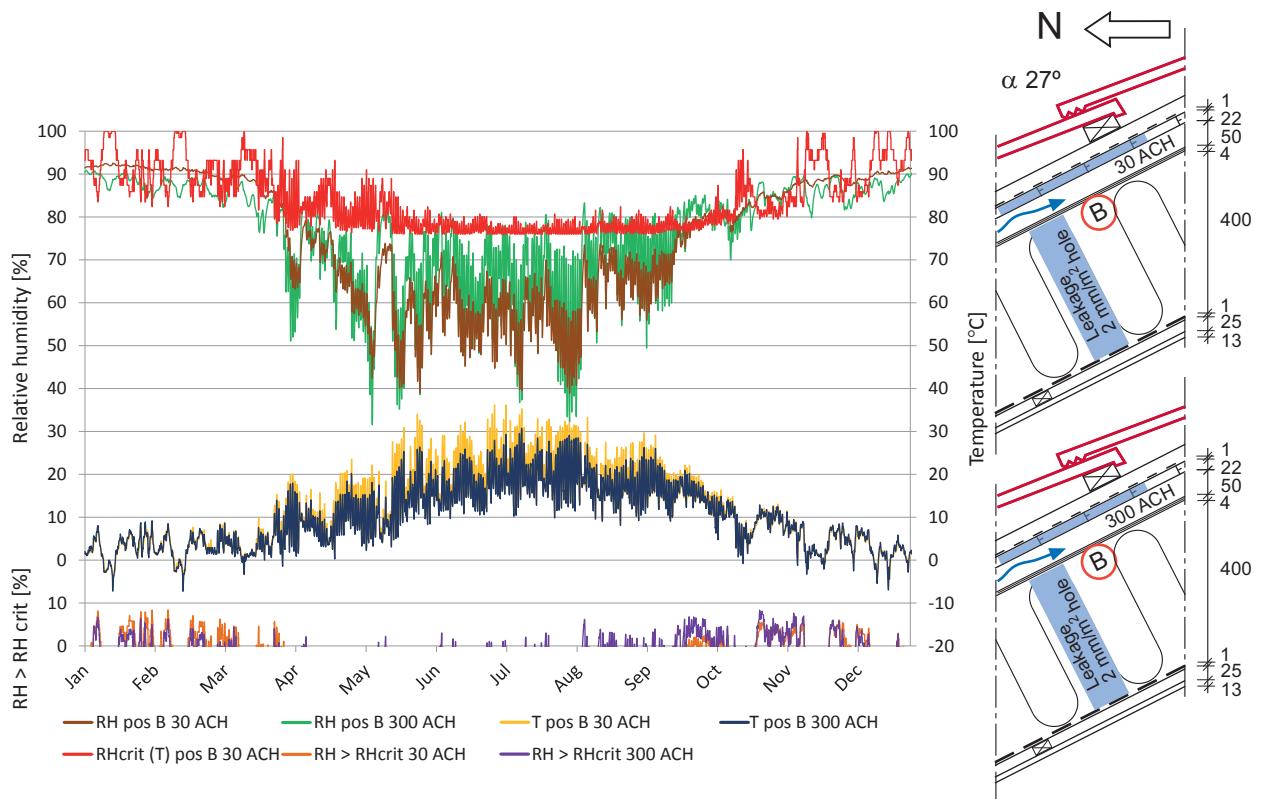 Relative humidity [%]
RH > RH crit [%]
100
90
80
70
60
50
40
30
20
10
0
10
0
100
90
80
70
60
50
40
30
20
10
0
-10
-20
Temperature [°C]
Jan
Feb
Mar
Apr
May
Jun
Jul
Aug
Sep
Oct
Nov
Dec
RH pos B 30 ACH
RH pos B 300 ACH
T pos B 30 ACH
T pos B 300 ACH
RHcrit (T) pos B 30 ACH
RH > RHcrit 30 ACH
RH > RHcrit 300 ACH
N
α 27º
30 ACH
B
Leakage
2 mm/m² hole
1
22
50
4
400
1
25
13
300 ACH
B
Leakage
2 mm/m² hole
1
22
50
4
400
1
25
13